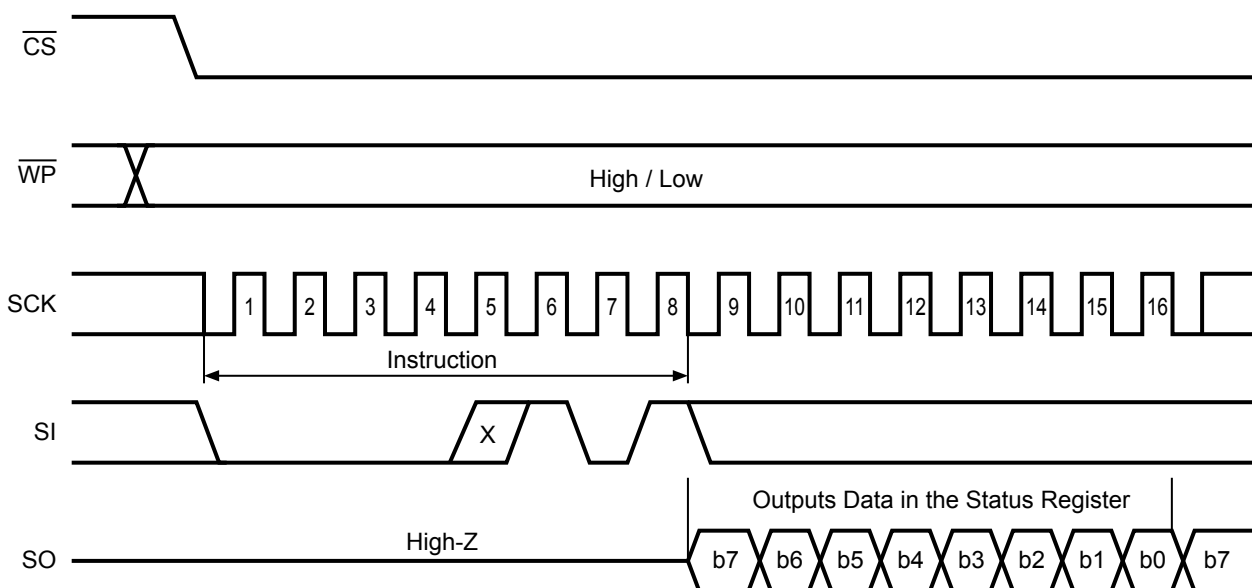 CS
WP
High / Low
SCK
1 2 3 4 5 6 7 8 9 10 11 12 13 14 15 16
Instruction
SI
X
Outputs Data in the Status Register
High-Z
SO
b7 b6 b5 b4 b3 b2 b1 b0 b7